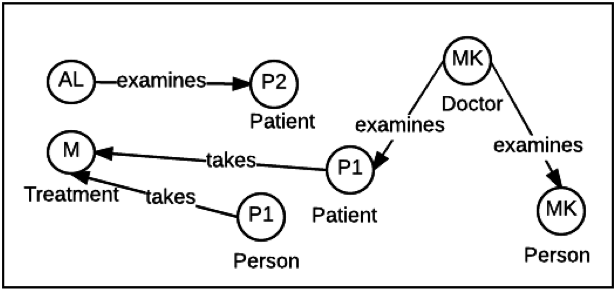 AL examines P2
Patient
MK
Doctor
examines
examines
M takes P1
Treatment
Patient
takes P1
Person
MK
Person